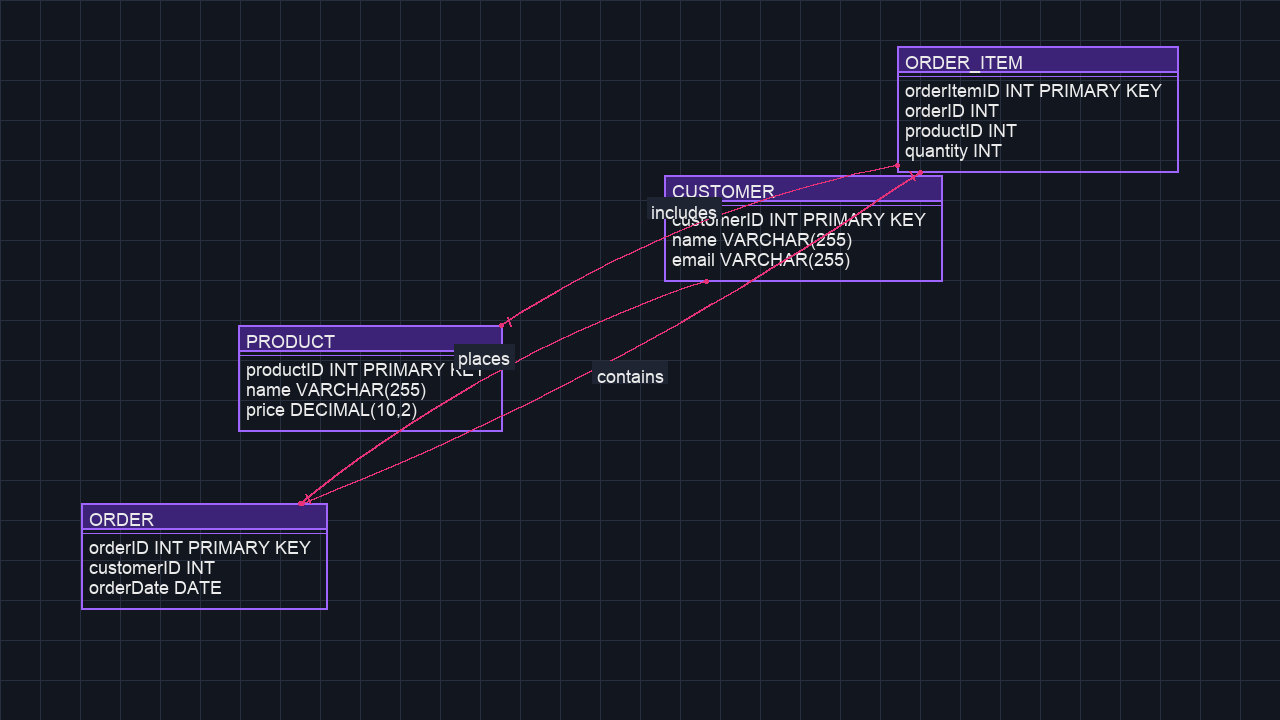 ORDER_ITEM
orderItemID INT PRIMARY KEY
orderID INT
productID INT
quantity INT
CUSTOMER
includes
customerID INT PRIMARY KEY
name VARCHAR(255)
email VARCHAR(255)
PRODUCT
places
productID INT PRIMARY KEY
name VARCHAR(255)
price DECIMAL(10,2)
contains
ORDER
orderID INT PRIMARY KEY
customerID INT
orderDate DATE